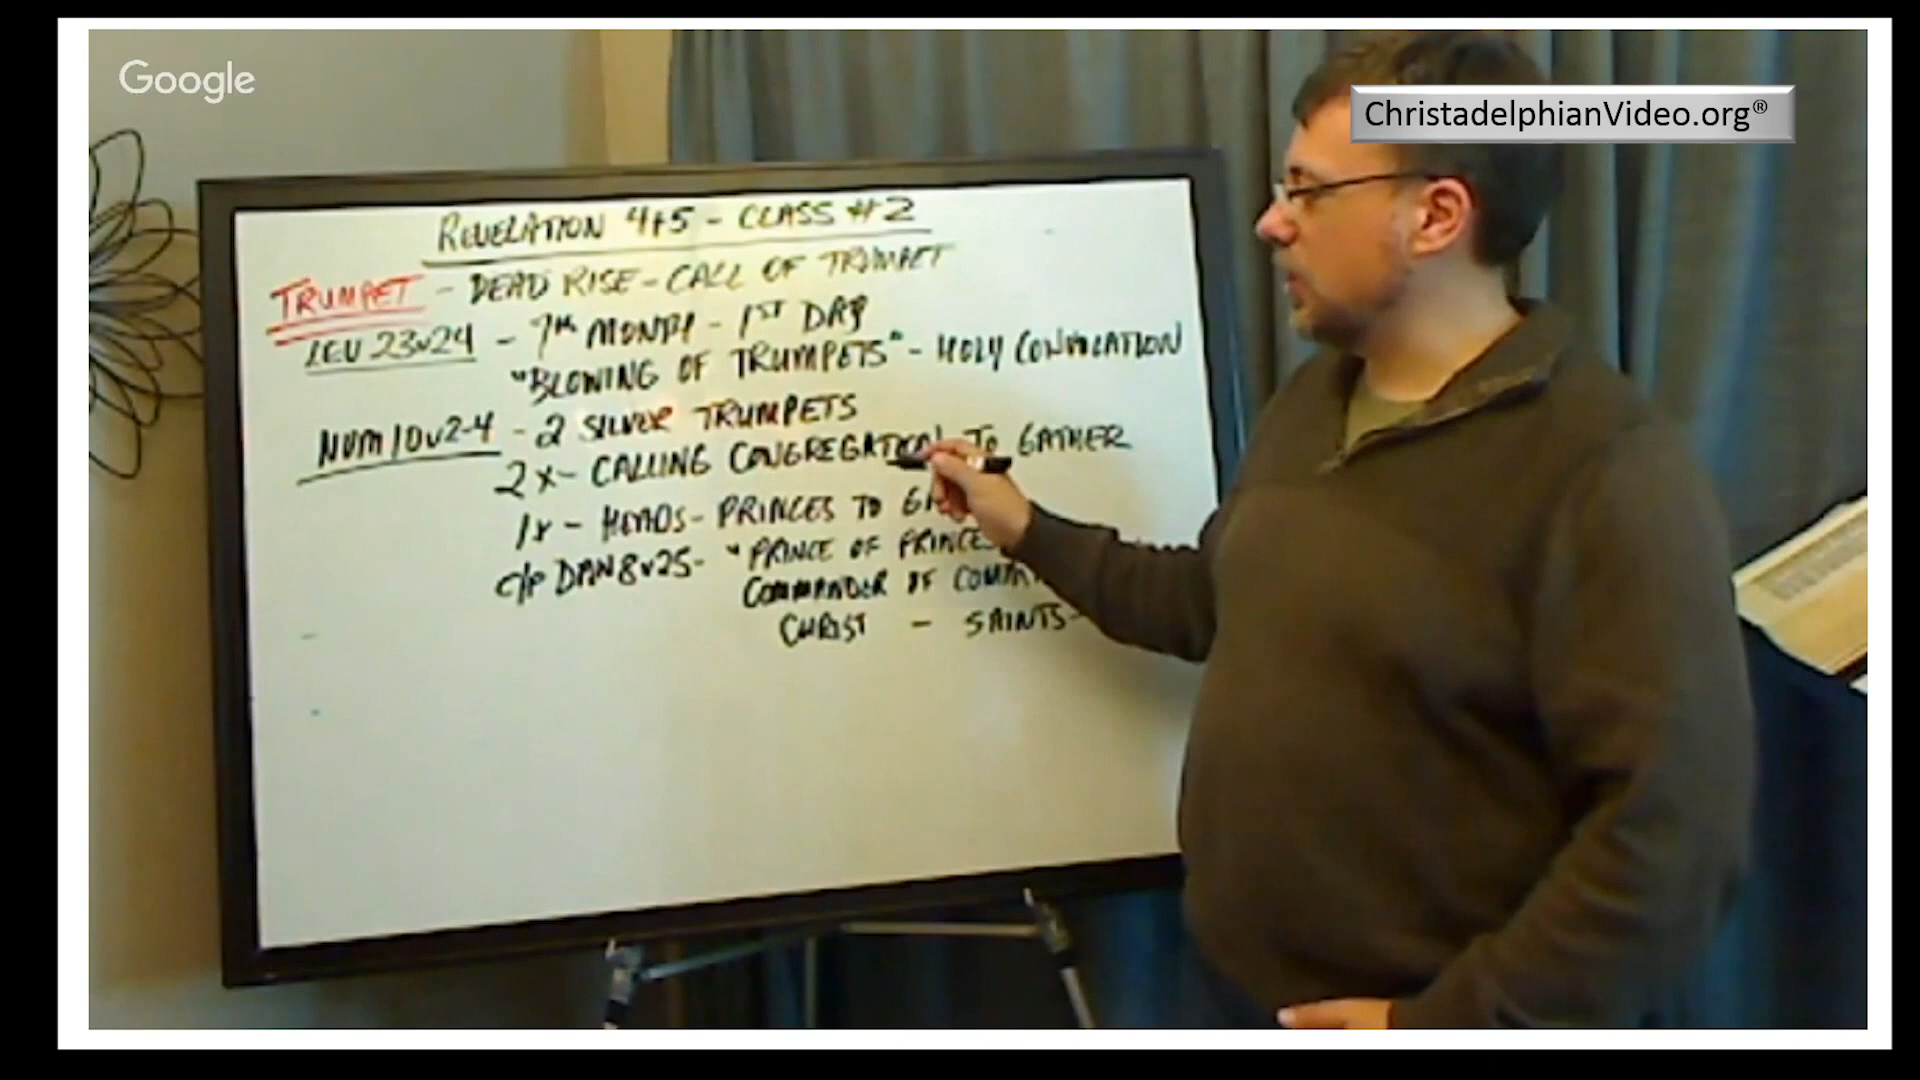 Google
ChristadelphianVideo.org®
REVELATION 4+5 - CLASS #2
TRUMPET - DEAD RISE - CALL OF TRUMPET
LEV 23v24 - 7th MONTH - 1ST DAY
"BLOWING OF TRUMPETS" - HOLY CONVOCATION
NUM 10v2-4 - 2 SILVER TRUMPETS
2x - CALLING CONGREGATION TO GATHER
1x - HEADS - PRINCES TO
c/p DAN 8v25 - "PRINCE OF PRINCES
COMMANDER OF
CHRIST - SAINTS -